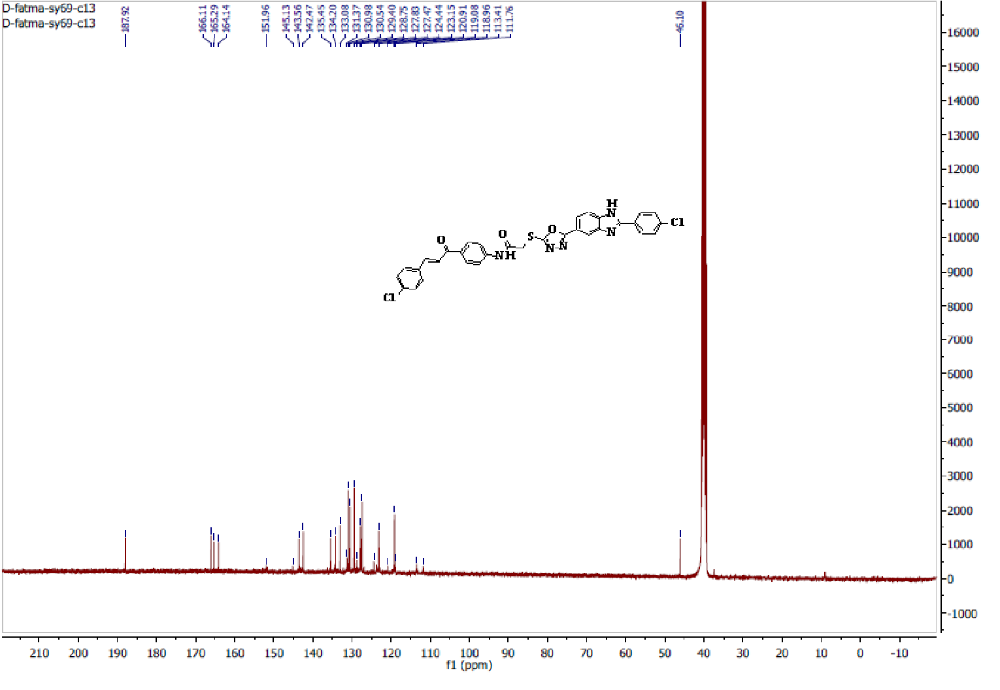 D-fatma-sy69-c13
D-fatma-sy69-c13
187.92
166.11
165.29
164.14
151.96
145.13
143.56
142.47
135.45
134.20
133.08
131.37
130.98
130.54
129.40
128.75
127.83
127.47
124.44
123.15
120.91
119.08
118.96
113.41
111.76
46.10
16000
15000
14000
13000
12000
11000
10000
9000
8000
7000
6000
5000
4000
3000
2000
1000
0
-1000
H
N
N
Cl
O
N
N
S
O
NH
O
Cl
210 200 190 180 170 160 150 140 130 120 110 100 90 80 70 60 50 40 30 20 10 0 -10
f1 (ppm)